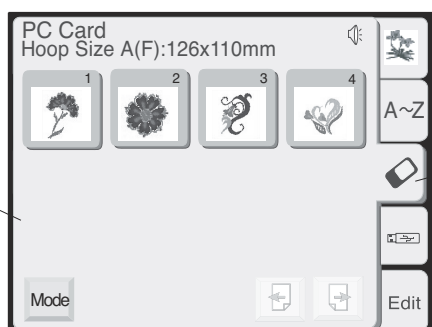 PC Card
Hoop Size A(F):126x110mm
1 2 3 4
A~Z
Mode
Edit